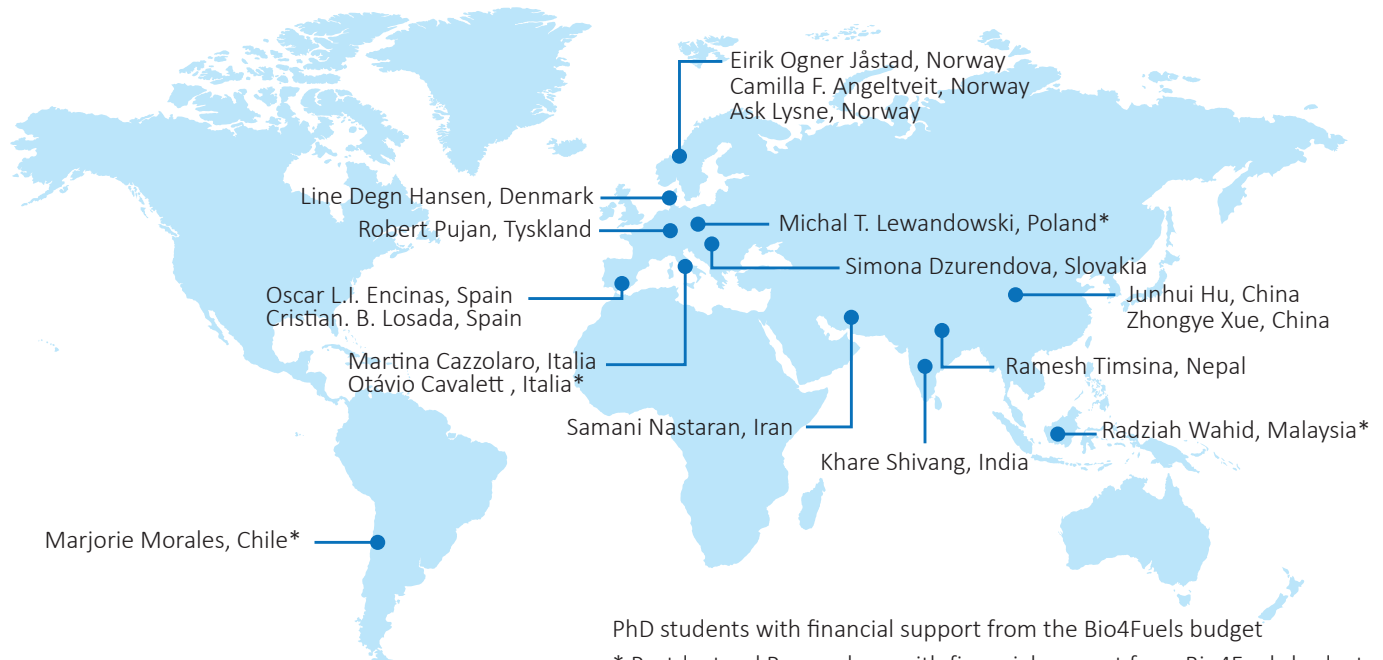 Eirik Ogner Jåstad, Norway
Camilla F. Angeltveit, Norway
Ask Lysne, Norway
Line Degn Hansen, Denmark
Robert Pujan, Tyskland
Michal T. Lewandowski, Poland*
Simona Dzurendova, Slovakia
Oscar L.I. Encinas, Spain
Cristian. B. Losada, Spain
Junhui Hu, China
Zhongye Xue, China
Martina Cazzolaro, Italia
Otávio Cavalett , Italia*
Ramesh Timsina, Nepal
Samani Nastaran, Iran
Radziah Wahid, Malaysia*
Khare Shivang, India
Marjorie Morales, Chile*
PhD students with financial support from the Bio4Fuels budget